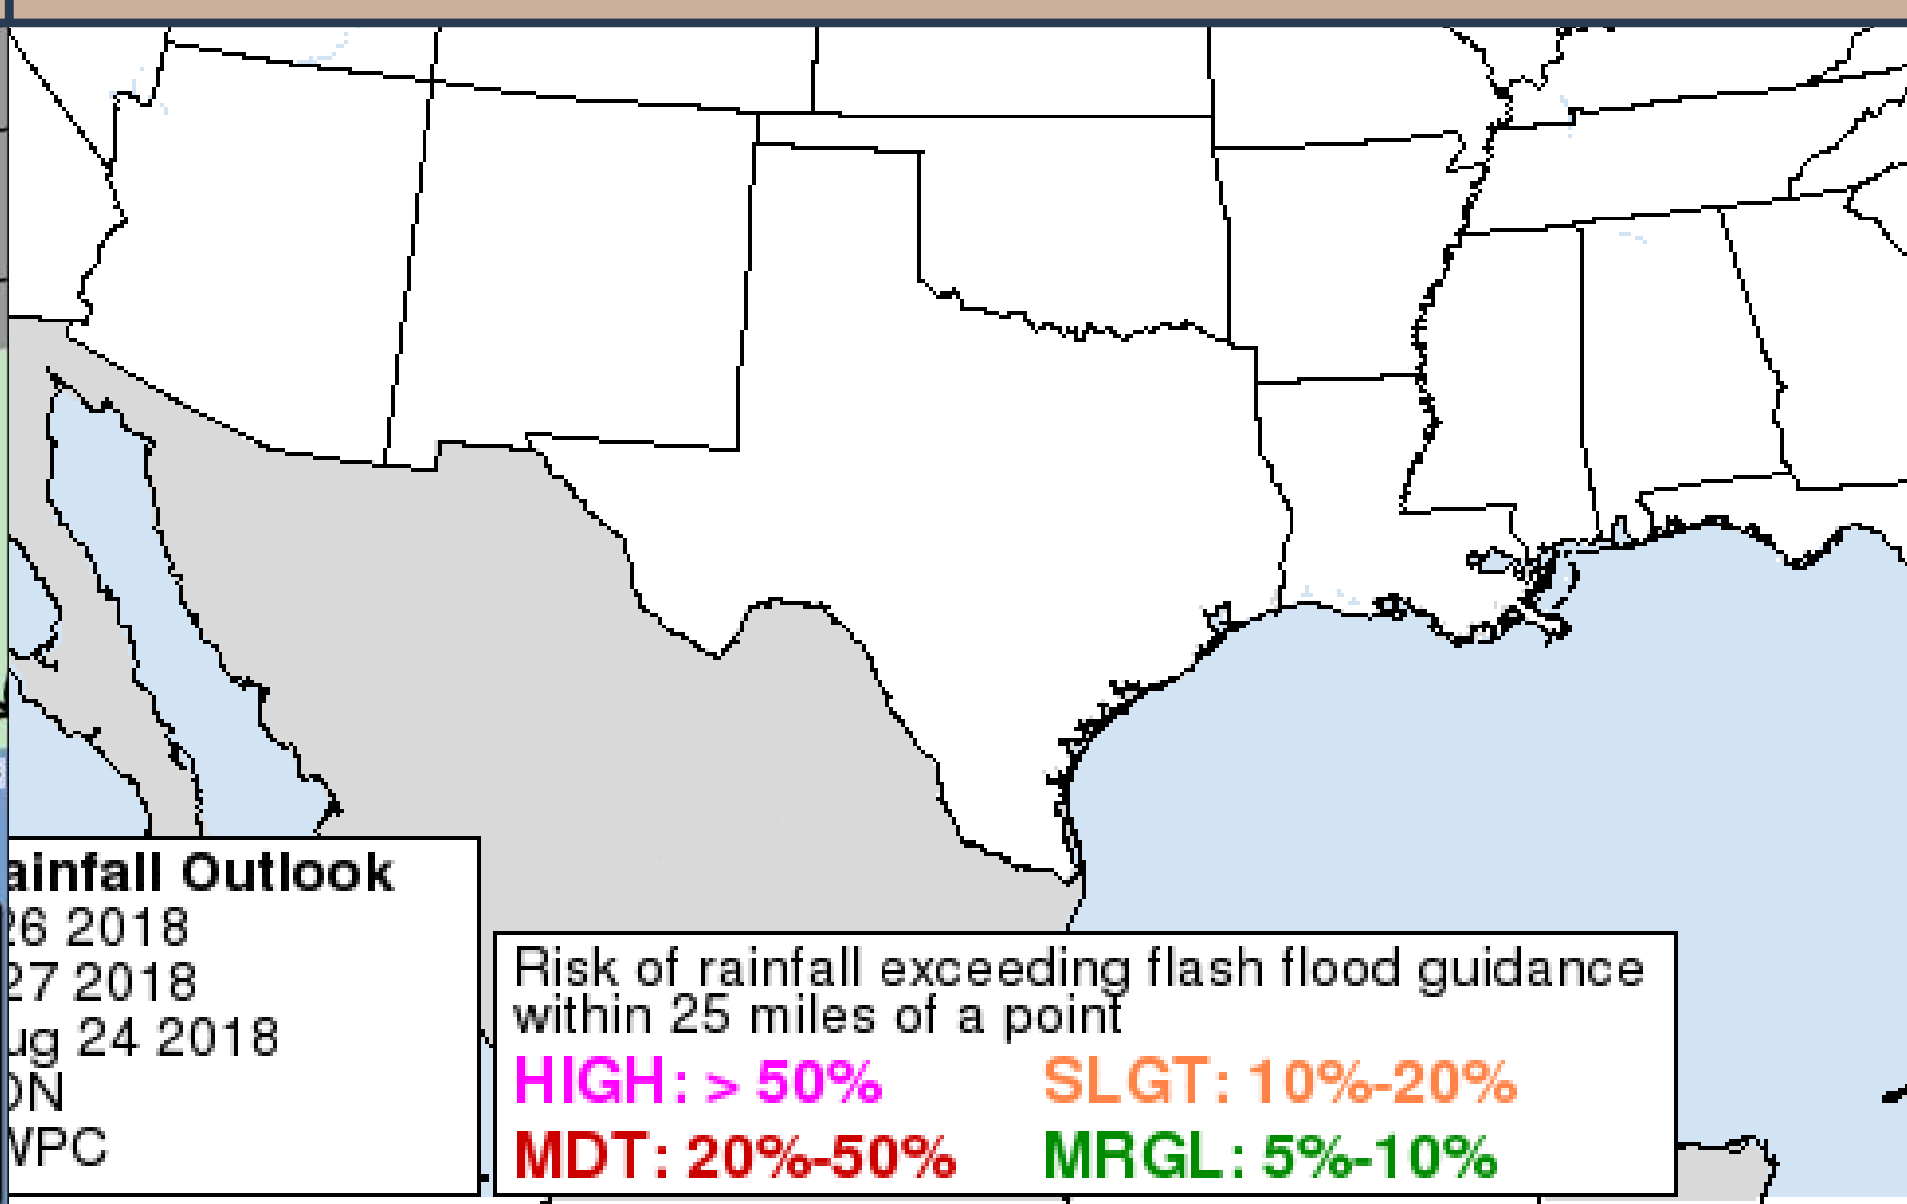 ainfall Outlook
26 2018
27 2018
ug 24 2018
ON
WPC
Risk of rainfall exceeding flash flood guidance
within 25 miles of a point
HIGH: > 50% SLGT: 10%-20%
MDT: 20%-50% MRGL: 5%-10%